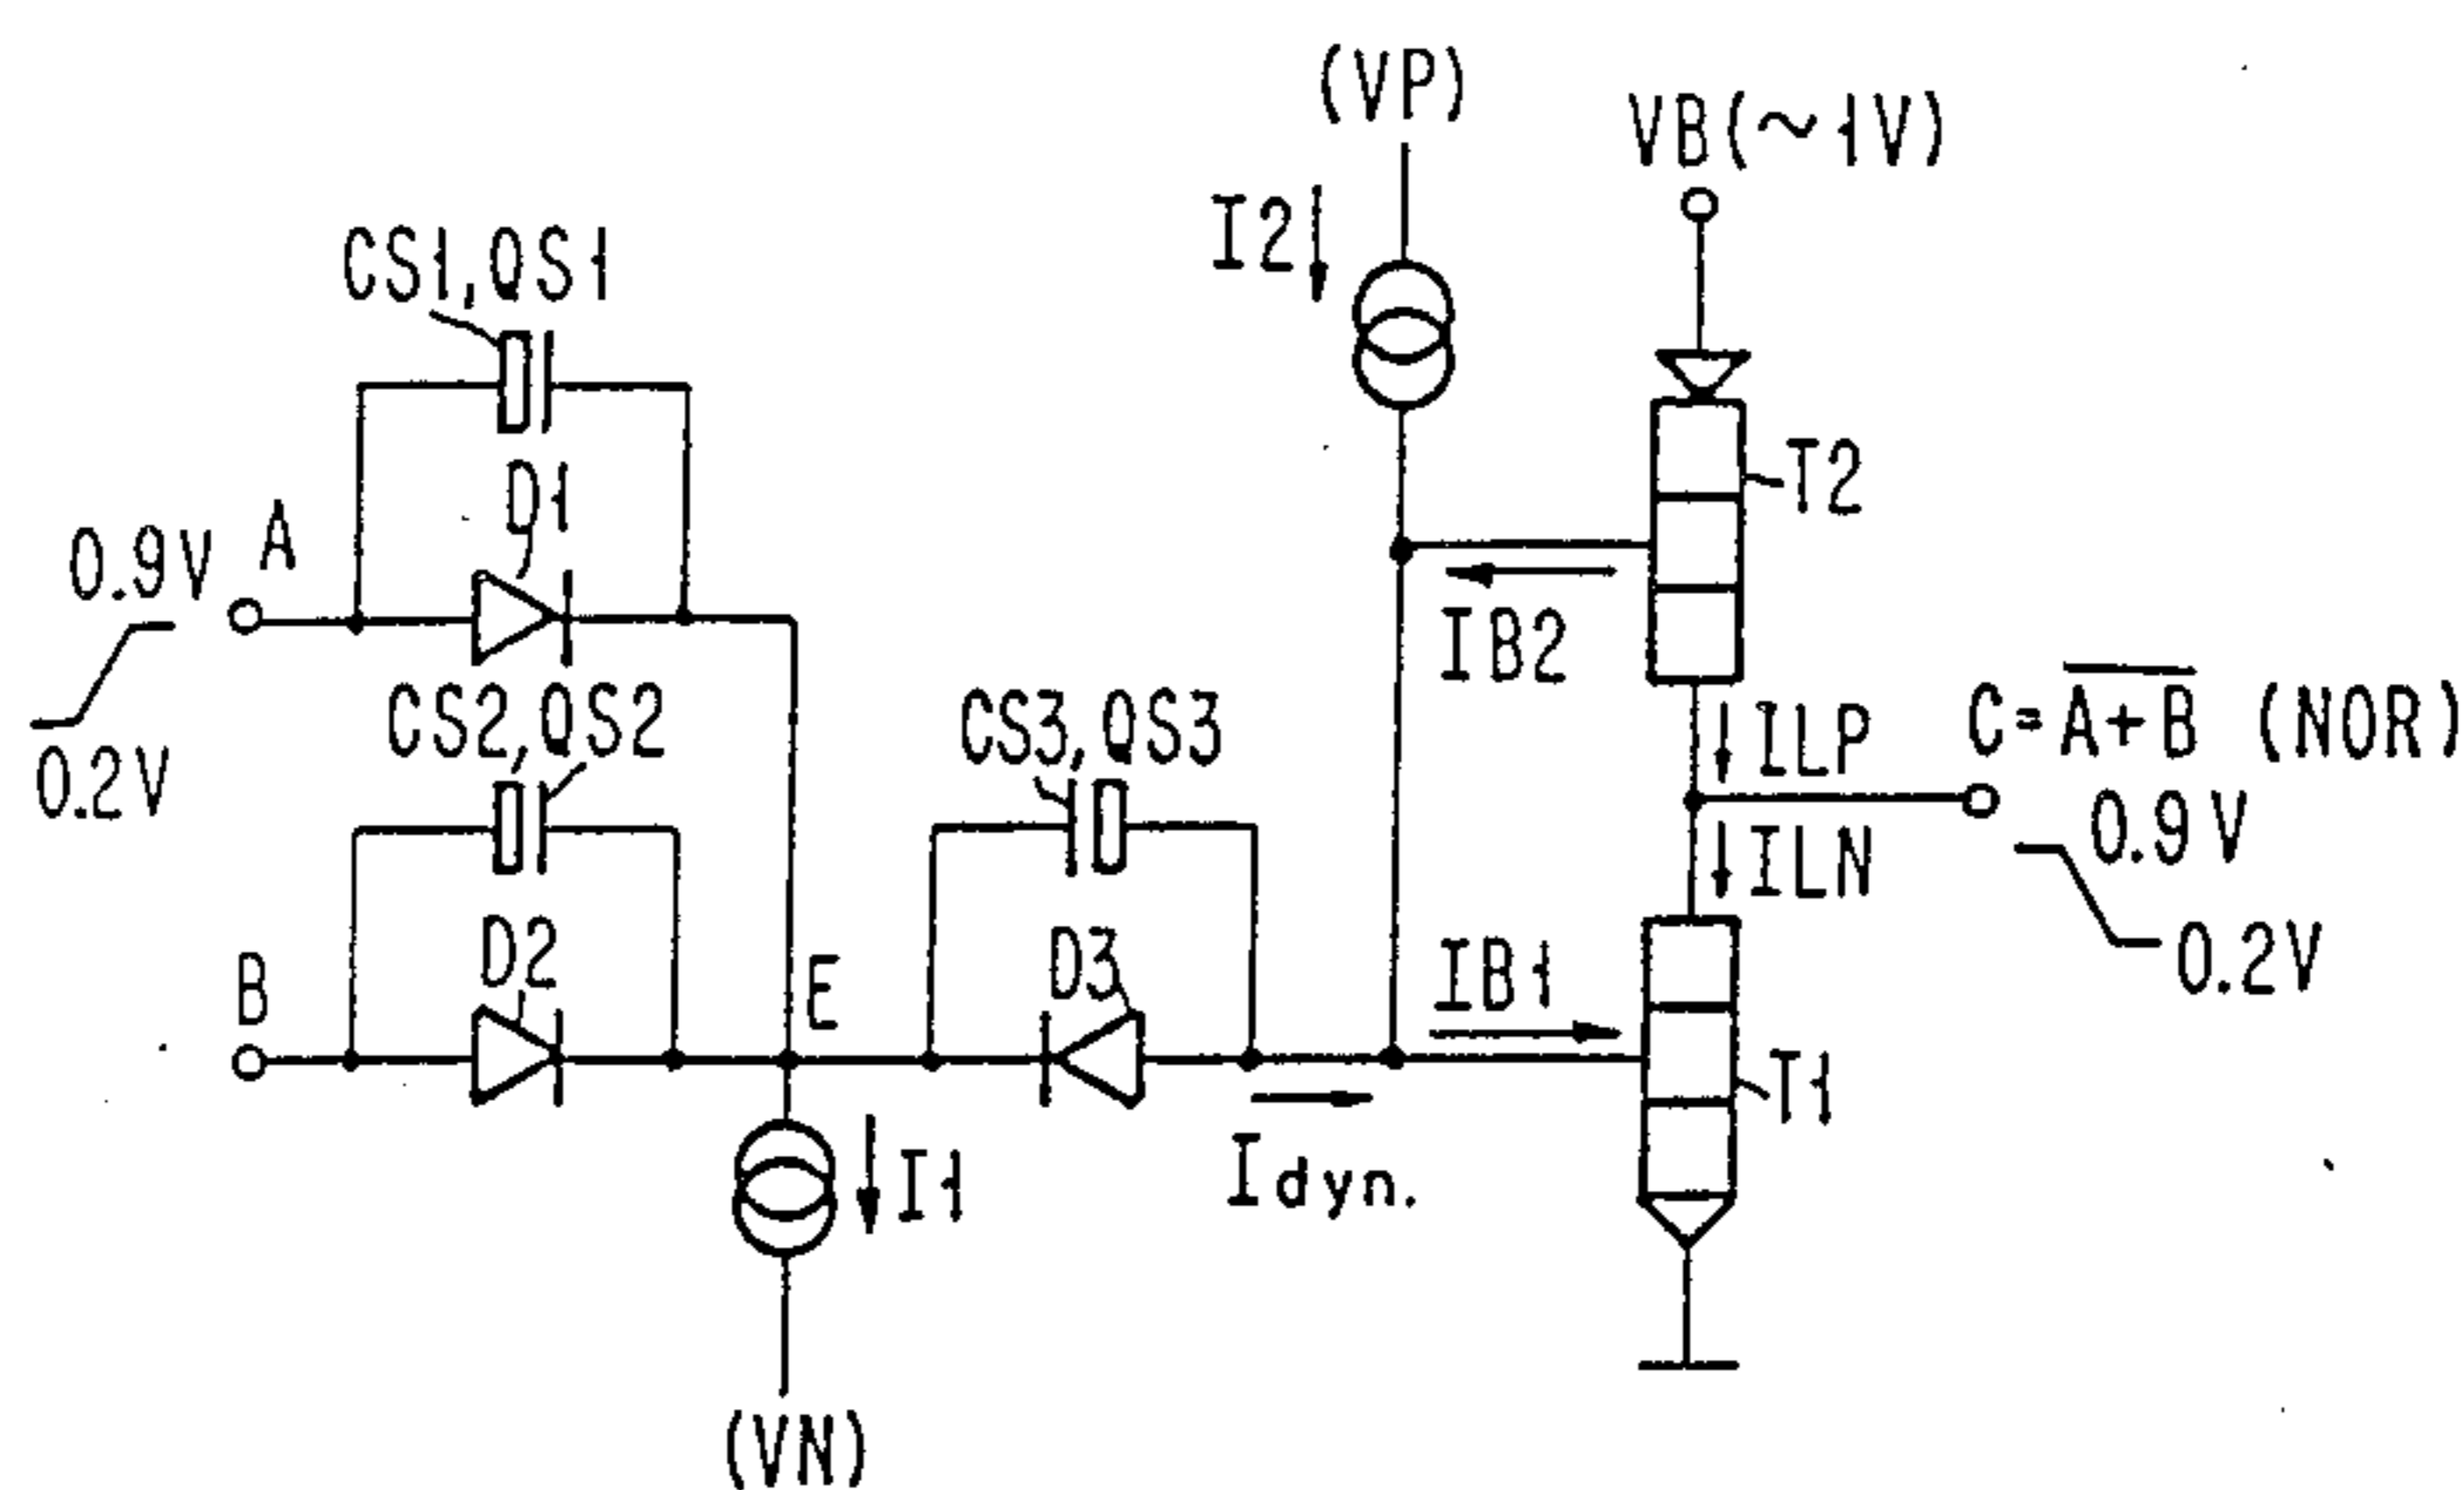 (VP)
VB(~1V)
I2
CS1,QS1
D1
T2
0.9V
A
IB2
0.2V
CS2,QS2
CS3,QS3
ILP
C=\overline{A+B} (NOR)
0.9V
ILN
0.2V
B
D2
E
D3
IB1
T1
I1
Idyn.
(VN)